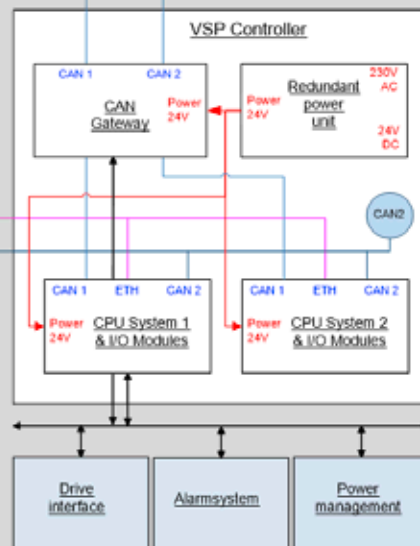 VSP Controller
CAN 1
CAN 2
CAN
Gateway
Power
24V
Power
24V
Redundant
power
unit
230V
AC
24V
DC
CAN2
CAN 1
ETH
CAN 2
Power
24V
CPU System 1
& I/O Modules
CAN 1
ETH
CAN 2
Power
24V
CPU System 2
& I/O Modules
Drive
interface
Alarmsystem
Power
management